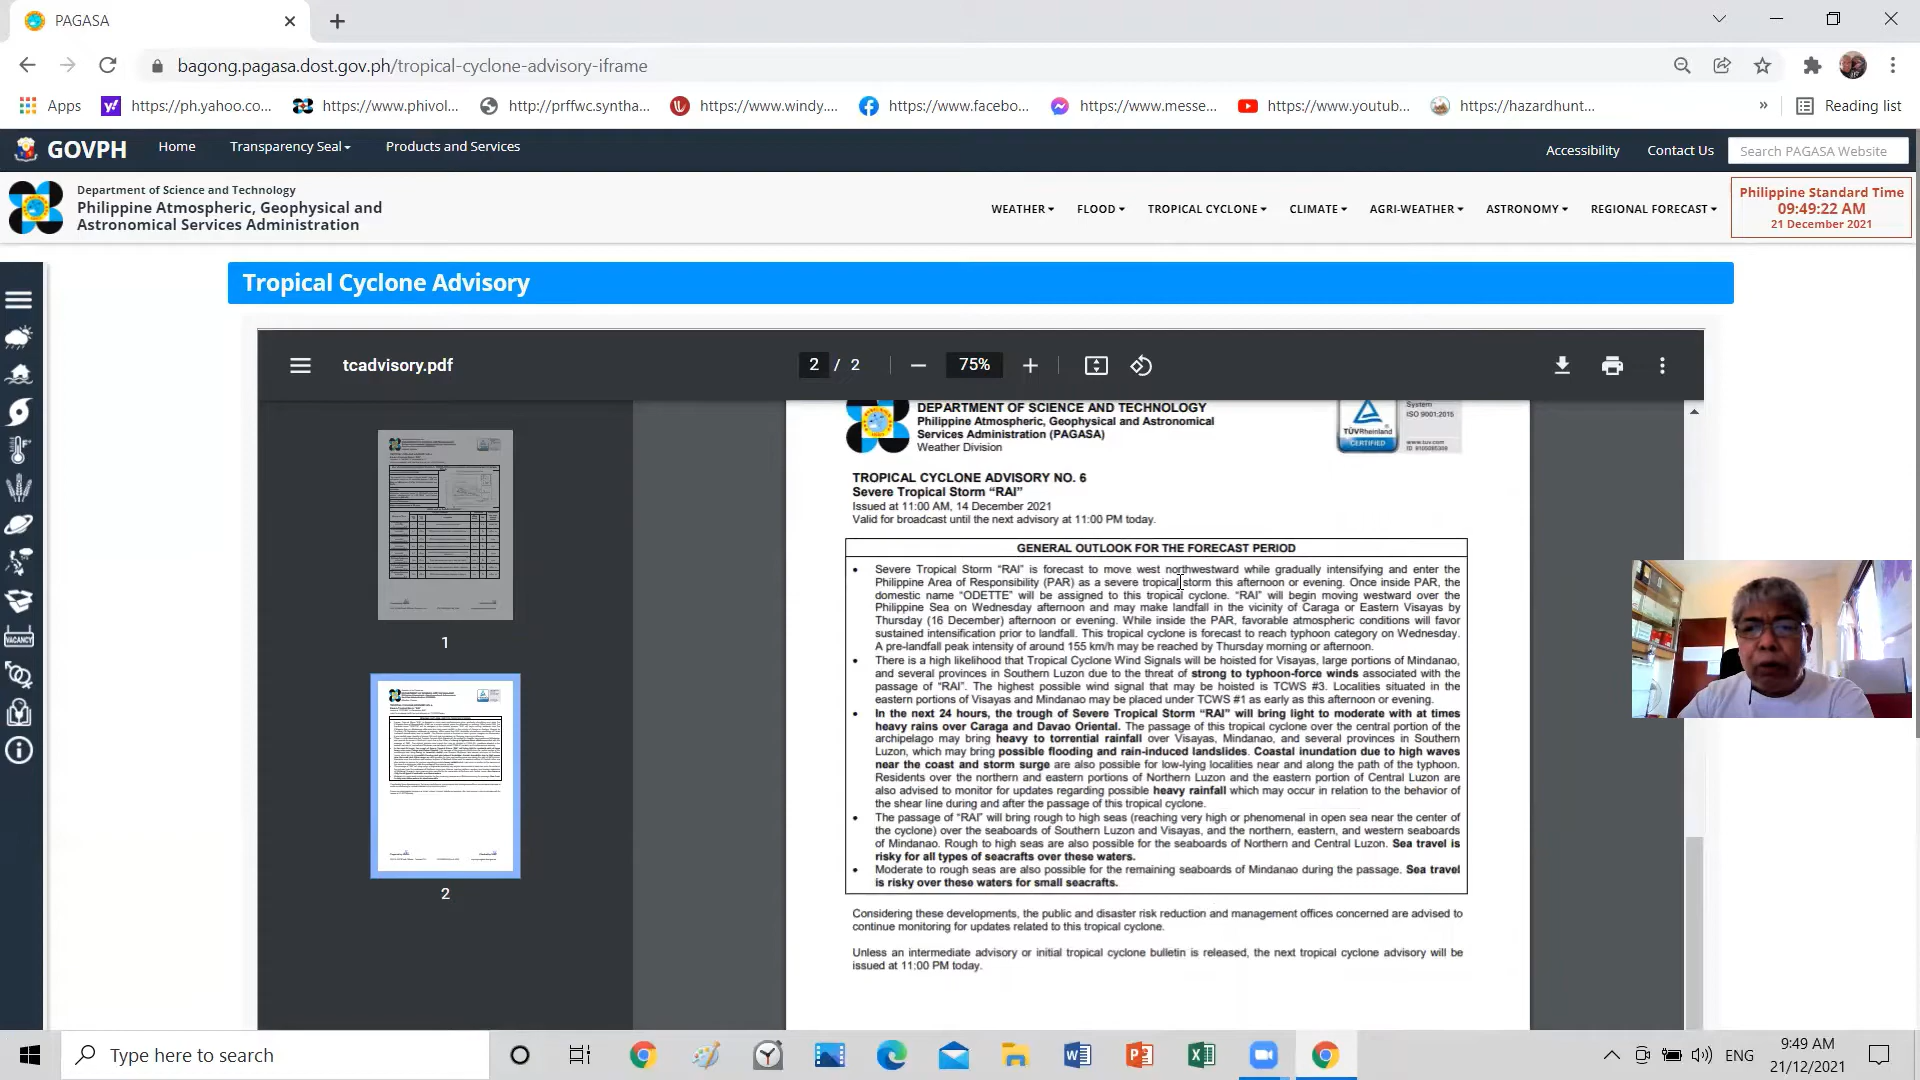 PAGASA
bagong.pagasa.dost.gov.ph/tropical-cyclone-advisory-iframe
Apps
https://ph.yahoo.co...
https://www.phivol...
http://prffwc.syntha...
https://www.windy....
https://www.facebo...
https://www.messe...
https://www.youtub...
https://hazardhunt...
»
Reading list
GOVPH
Home
Transparency Seal
Products and Services
Accessibility
Contact Us
Search PAGASA Website
Department of Science and Technology
Philippine Atmospheric, Geophysical and
Astronomical Services Administration
WEATHER
FLOOD
TROPICAL CYCLONE
CLIMATE
AGRI-WEATHER
ASTRONOMY
REGIONAL FORECAST
Philippine Standard Time
09:49:22 AM
21 December 2021
VACANCY
Tropical Cyclone Advisory
tcadvisory.pdf
2 / 2
75%
1
2
DEPARTMENT OF SCIENCE AND TECHNOLOGY
Philippine Atmospheric, Geophysical and Astronomical
Services Administration (PAGASA)
Weather Division
System
ISO 9001:2015
TÜVRheinland
CERTIFIED
www.tuv.com
TROPICAL CYCLONE ADVISORY NO. 6
Severe Tropical Storm “RAI”
Issued at 11:00 AM, 14 December 2021
Valid for broadcast until the next advisory at 11:00 PM today.
GENERAL OUTLOOK FOR THE FORECAST PERIOD
• Severe Tropical Storm “RAI” is forecast to move west northwestward while gradually intensifying and enter the
Philippine Area of Responsibility (PAR) as a severe tropical storm this afternoon or evening. Once inside PAR, the
domestic name “ODETTE” will be assigned to this tropical cyclone. “RAI” will begin moving westward over the
Philippine Sea on Wednesday afternoon and may make landfall in the vicinity of Caraga or Eastern Visayas by
Thursday (16 December) afternoon or evening. While inside the PAR, favorable atmospheric conditions will favor
sustained intensification prior to landfall. This tropical cyclone is forecast to reach typhoon category on Wednesday.
A pre-landfall peak intensity of around 155 km/h may be reached by Thursday morning or afternoon.
• There is a high likelihood that Tropical Cyclone Wind Signals will be hoisted for Visayas, large portions of Mindanao,
and several provinces in Southern Luzon due to the threat of strong to typhoon-force winds associated with the
passage of “RAI”. The highest possible wind signal that may be hoisted is TCWS #3. Localities situated in the
eastern portions of Visayas and Mindanao may be placed under TCWS #1 as early as this afternoon or evening.
• In the next 24 hours, the trough of Severe Tropical Storm “RAI” will bring light to moderate with at times
heavy rains over Caraga and Davao Oriental. The passage of this tropical cyclone over the central portion of the
archipelago may bring heavy to torrential rainfall over Visayas, Mindanao, and several provinces in Southern
Luzon, which may bring possible flooding and rain-induced landslides. Coastal inundation due to high waves
near the coast and storm surge are also possible for low-lying localities near and along the path of the typhoon.
Residents over the northern and eastern portions of Northern Luzon and the eastern portion of Central Luzon are
also advised to monitor for updates regarding possible heavy rainfall which may occur in relation to the behavior of
the shear line during and after the passage of this tropical cyclone.
• The passage of “RAI” will bring rough to high seas (reaching very high or phenomenal in open sea near the center of
the cyclone) over the seaboards of Southern Luzon and Visayas, and the northern, eastern, and western seaboards
of Mindanao. Rough to high seas are also possible for the seaboards of Northern and Central Luzon. Sea travel is
risky for all types of seacrafts over these waters.
• Moderate to rough seas are also possible for the remaining seaboards of Mindanao during the passage. Sea travel
is risky over these waters for small seacrafts.
Considering these developments, the public and disaster risk reduction and management offices concerned are advised to
continue monitoring for updates related to this tropical cyclone.
Unless an intermediate advisory or initial tropical cyclone bulletin is released, the next tropical cyclone advisory will be
issued at 11:00 PM today.
Type here to search
ENG
9:49 AM
21/12/2021